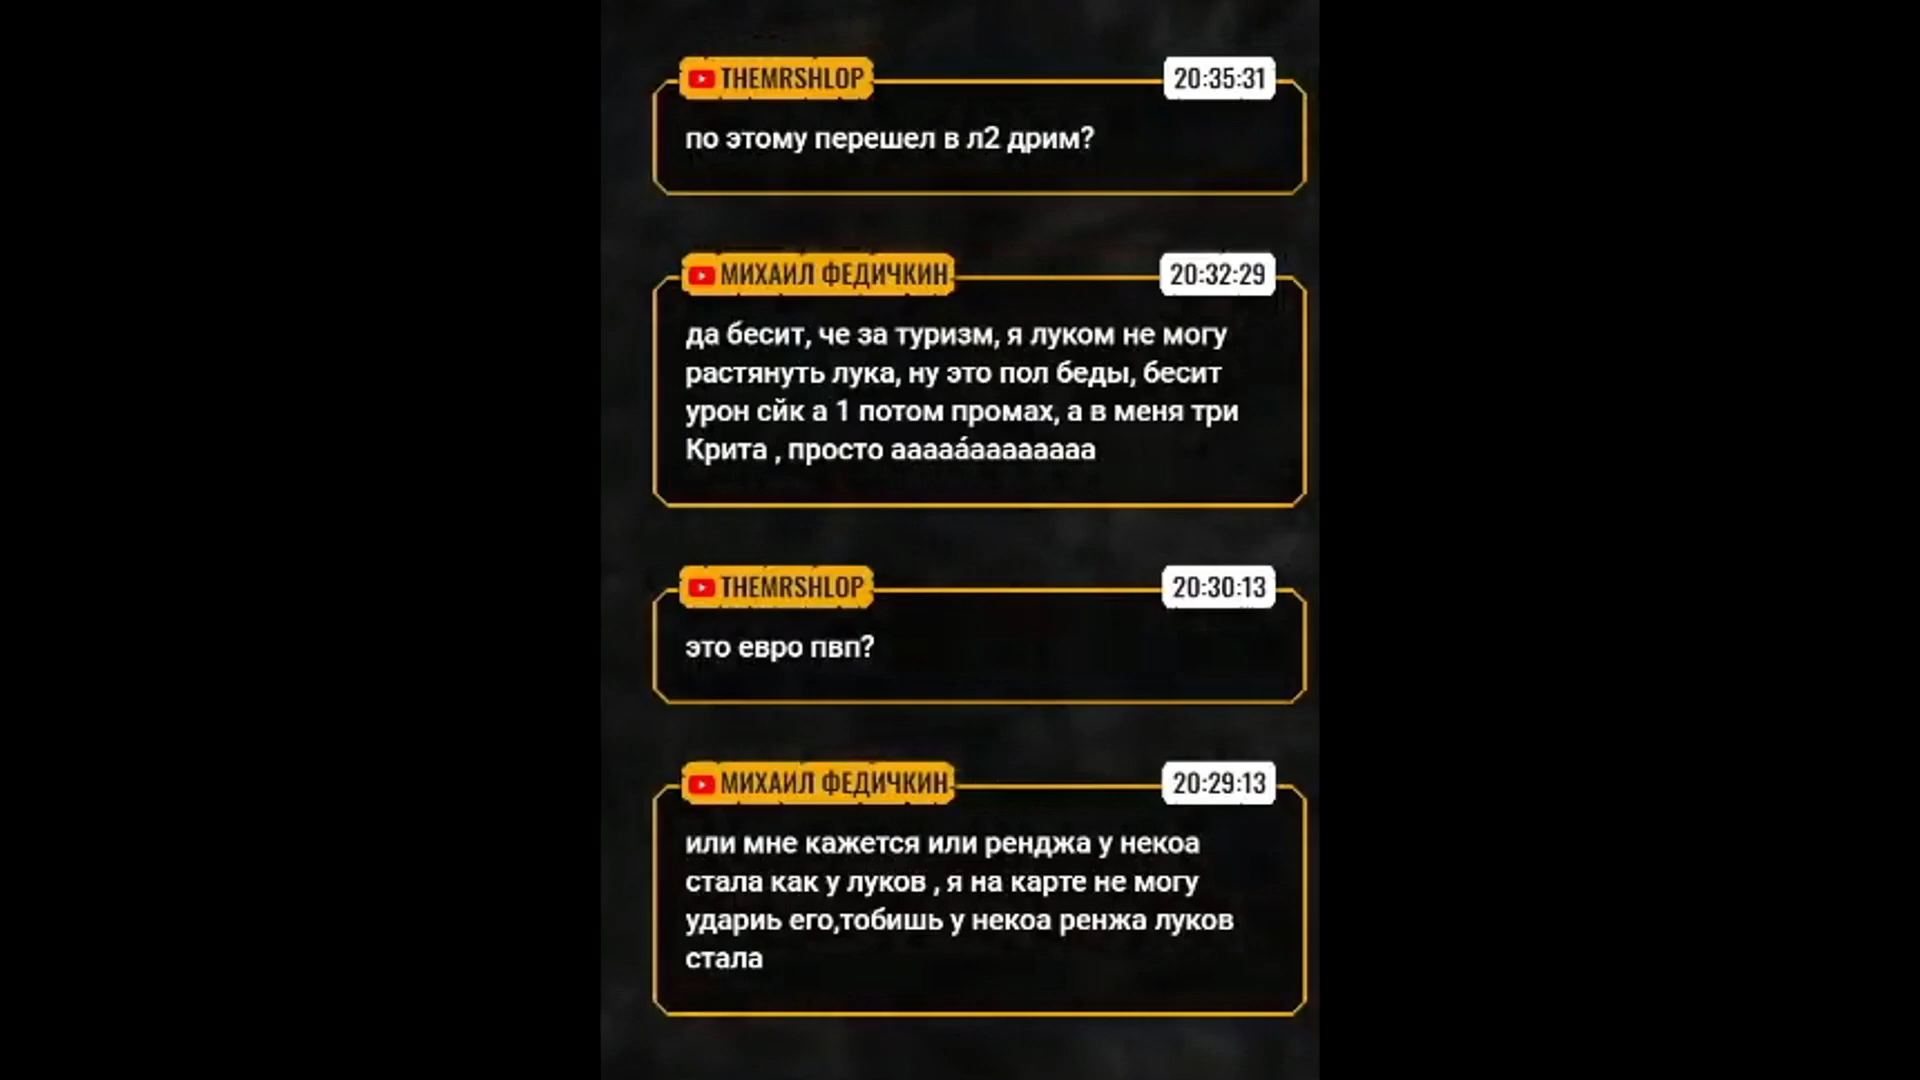 THEMRSHLOP 20:35:31
по этому перешел в л2 дрим?
МИХАИЛ ФЕДИЧКИН 20:32:29
да бесит, че за туризм, я луком не могу
растянуть лука, ну это пол беды, бесит
урон сйк а 1 потом промах, а в меня три
Крита , просто aaaaáaaaaaaaa
THEMRSHLOP 20:30:13
это евро пвп?
МИХАИЛ ФЕДИЧКИН 20:29:13
или мне кажется или ренджа у некоа
стала как у луков , я на карте не могу
удариь его,тобишь у некоа ренжа луков
стала